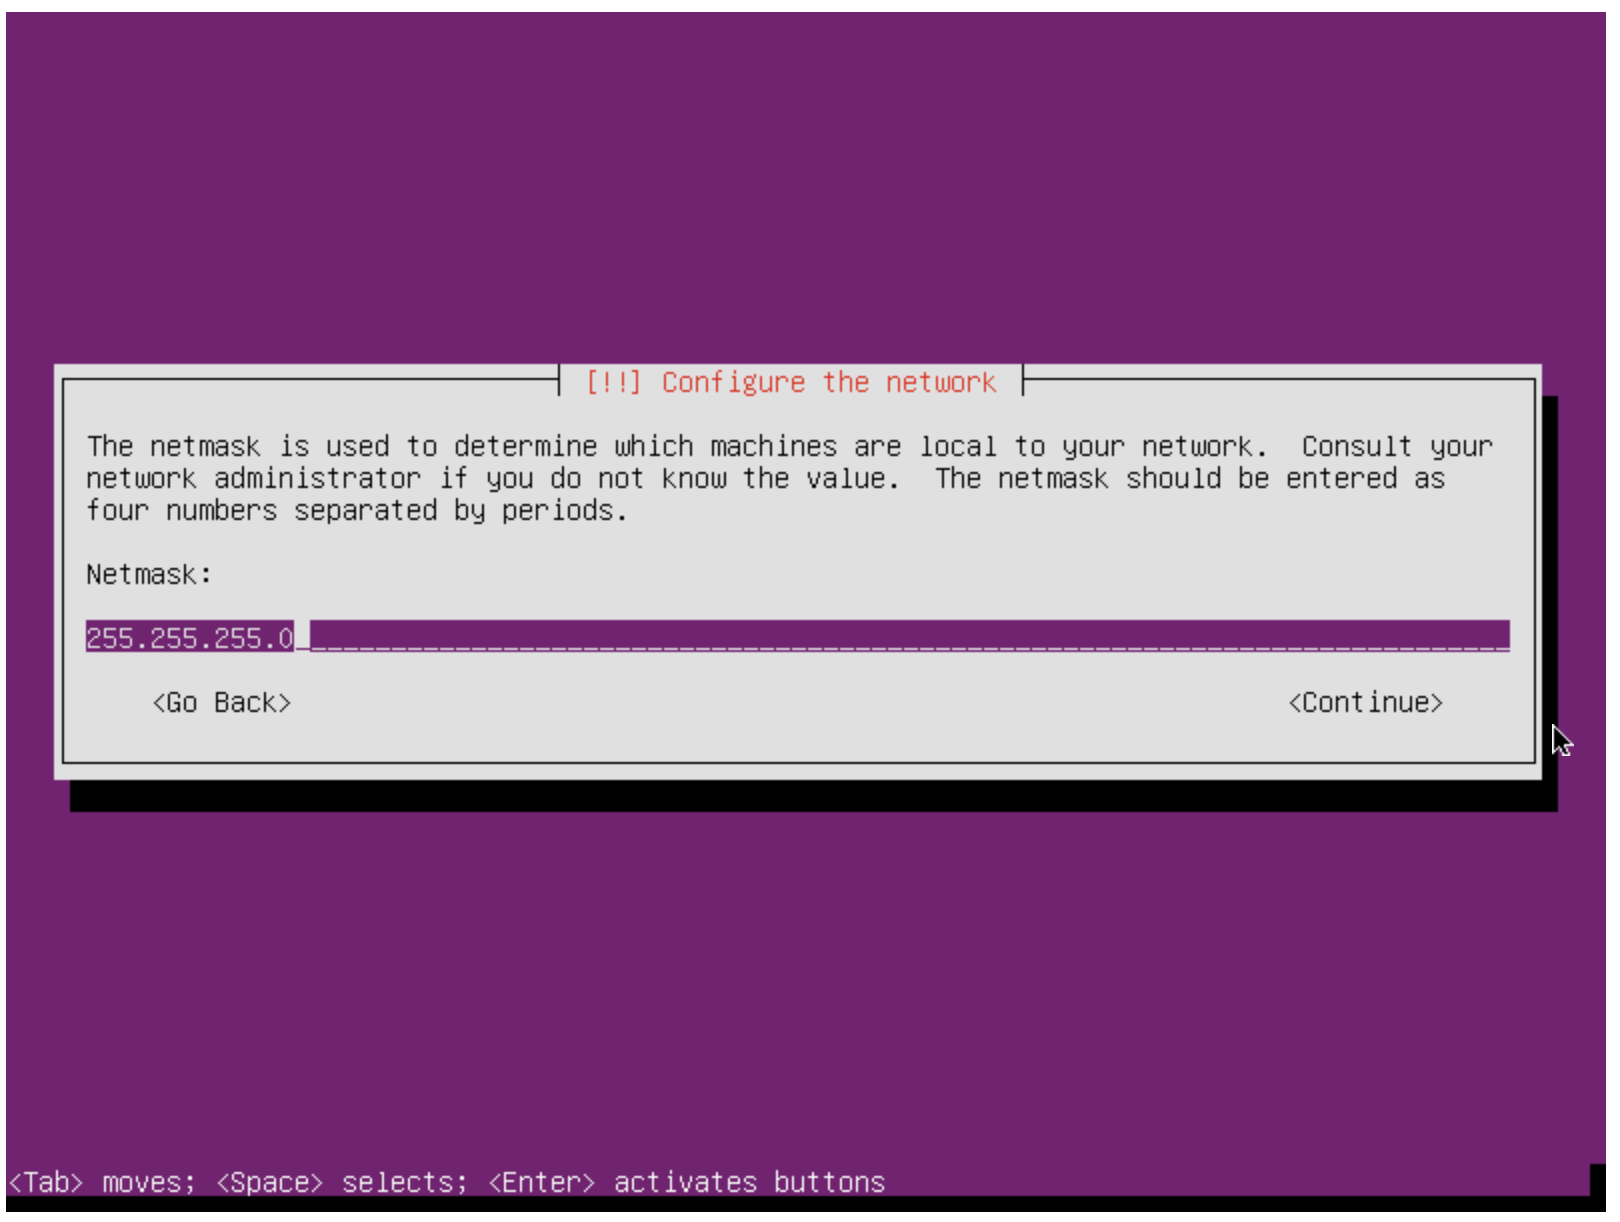 [!!] Configure the network
The netmask is used to determine which machines are local to your network.  Consult your
network administrator if you do not know the value.  The netmask should be entered as
four numbers separated by periods.
Netmask:
255.255.255.0
<Go Back> <Continue>
<Tab> moves; <Space> selects; <Enter> activates buttons